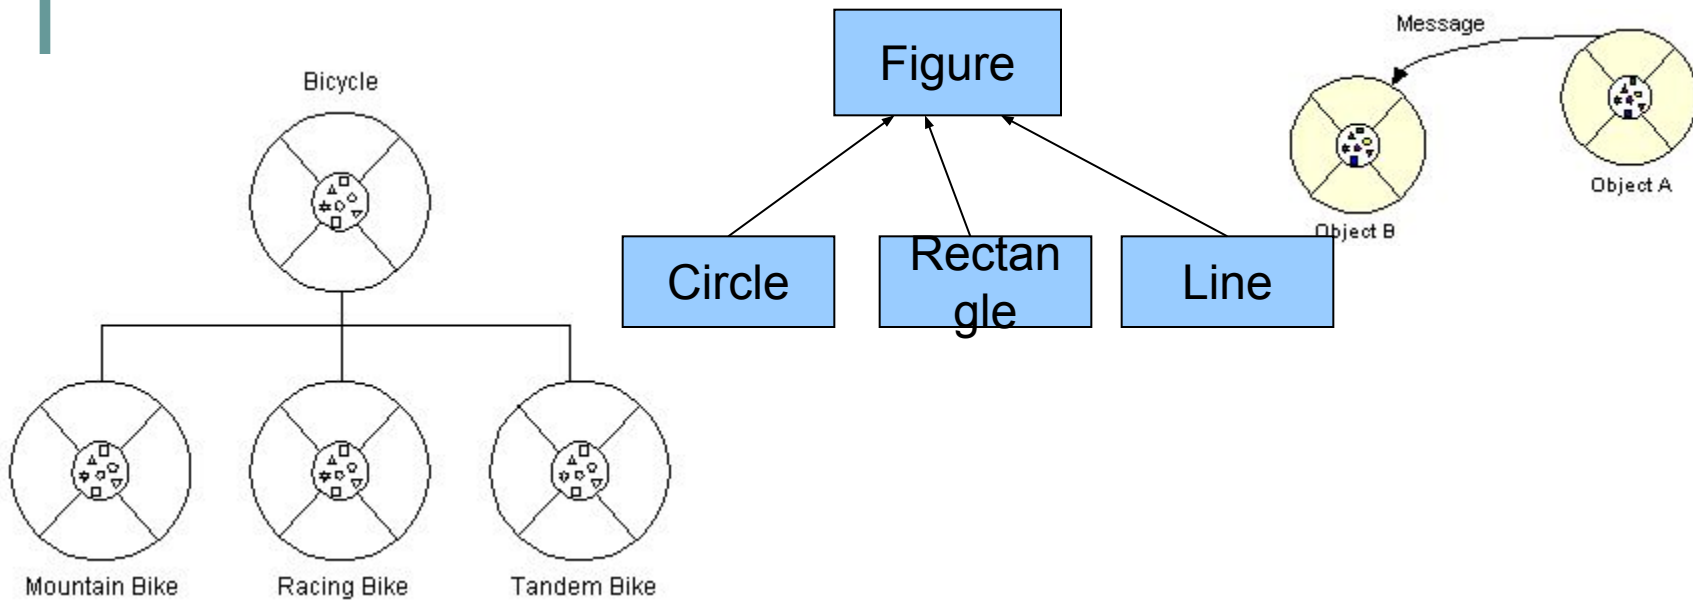 Bicycle
Mountain Bike
Racing Bike
Tandem Bike
Figure
Circle
Rectan
gle
Line
Message
Object A
Object B